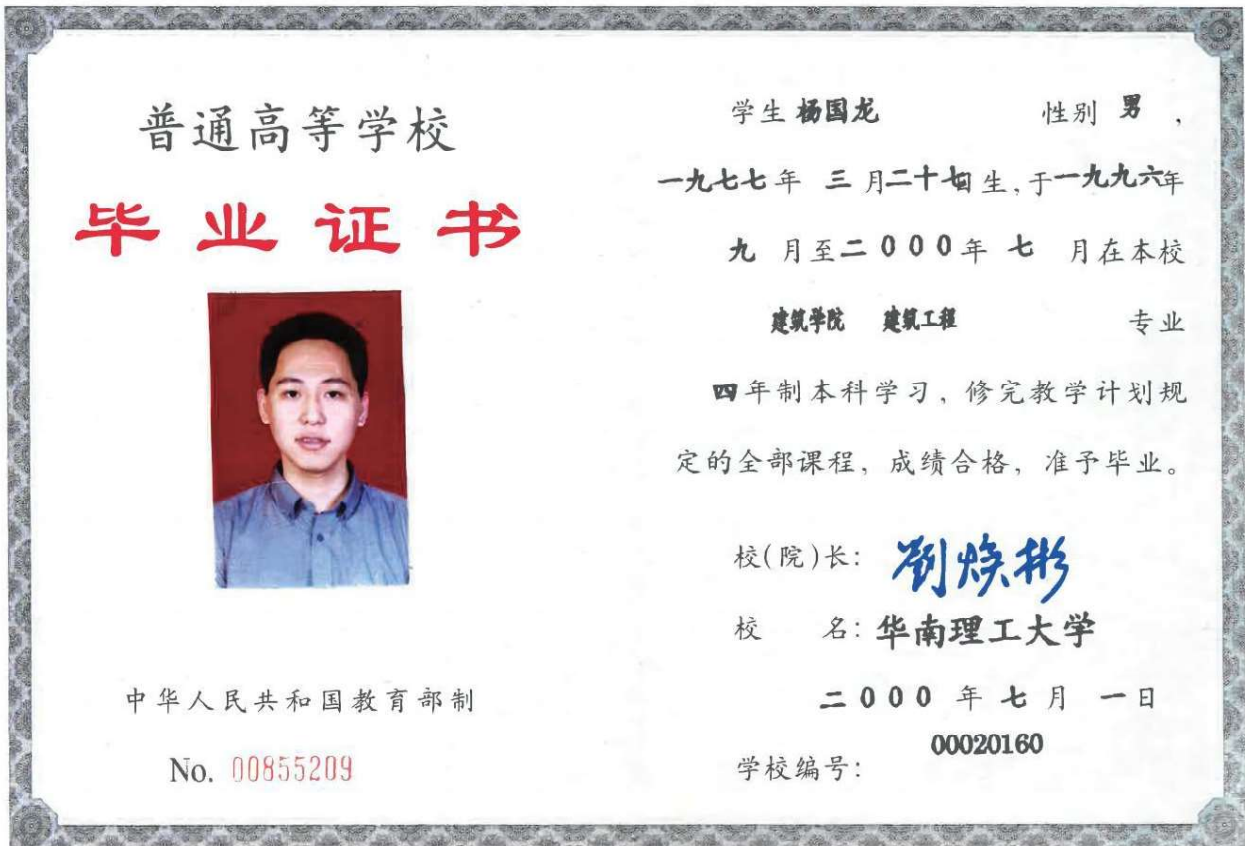 普通高等学校
毕业证书
中华人民共和国教育部制
No. 00855209
学生 杨国龙 性别 男 ，
一九七七年 三 月二十七日生，于一九九六年
九 月至二000年 七 月在本校
建筑学院 建筑工程 专业
四年制本科学习，修完教学计划规
定的全部课程，成绩合格，准予毕业。
校(院)长： 劉焕彬
校 名：华南理工大学
二000 年 七 月 一日
00020160
学校编号：